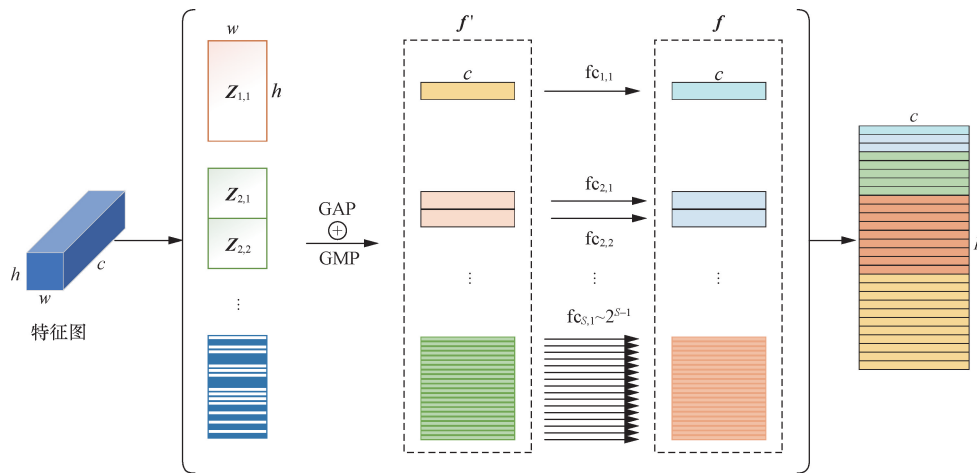 h
w
c
特征图
w
Z1,1
h
Z2,1
Z2,2
⋮
GAP
⊕
GMP
f'
c
⋮
fc1,1
fc2,1
fc2,2
⋮
fcS,1~2^S−1
f
c
⋮
c